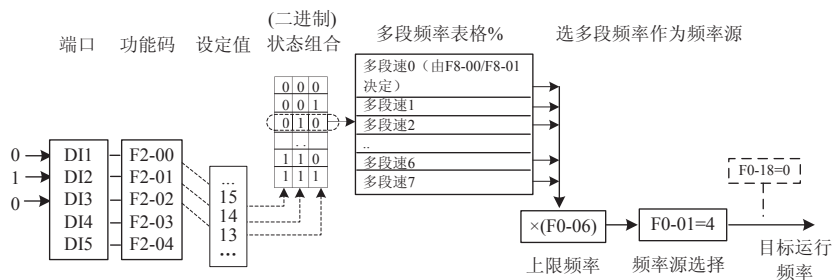 端口
功能码
设定值
(二进制)
状态组合
多段频率表格%
选多段频率作为频率源
0
1
0
DI1
DI2
DI3
DI4
DI5
F2-00
F2-01
F2-02
F2-03
F2-04
...
15
14
13
...
0 0 0
0 0 1
0 1 0
. .
1 1 0
1 1 1
多段速0（由F8-00/F8-01
决定）
多段速1
多段速2
..
多段速6
多段速7
×(F0-06)
上限频率
F0-01=4
频率源选择
F0-18=0
目标运行
频率